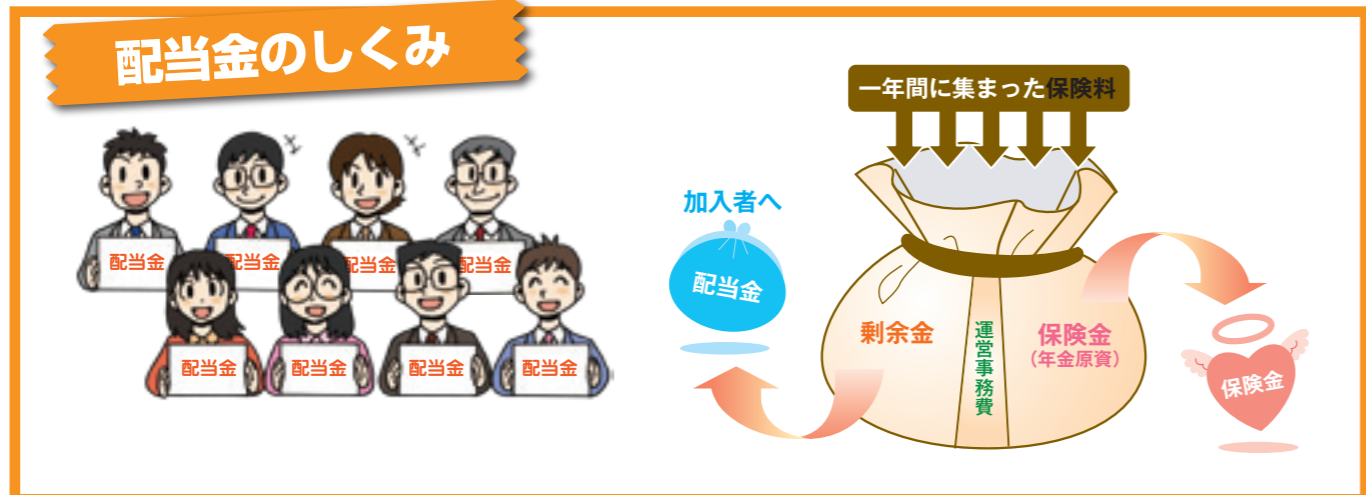 配当金のしくみ
配当金
配当金
配当金
配当金
配当金
配当金
配当金
配当金
一年間に集まった保険料
加入者へ
配当金
剰余金
運営事務費
保険金
(年金原資)
保険金